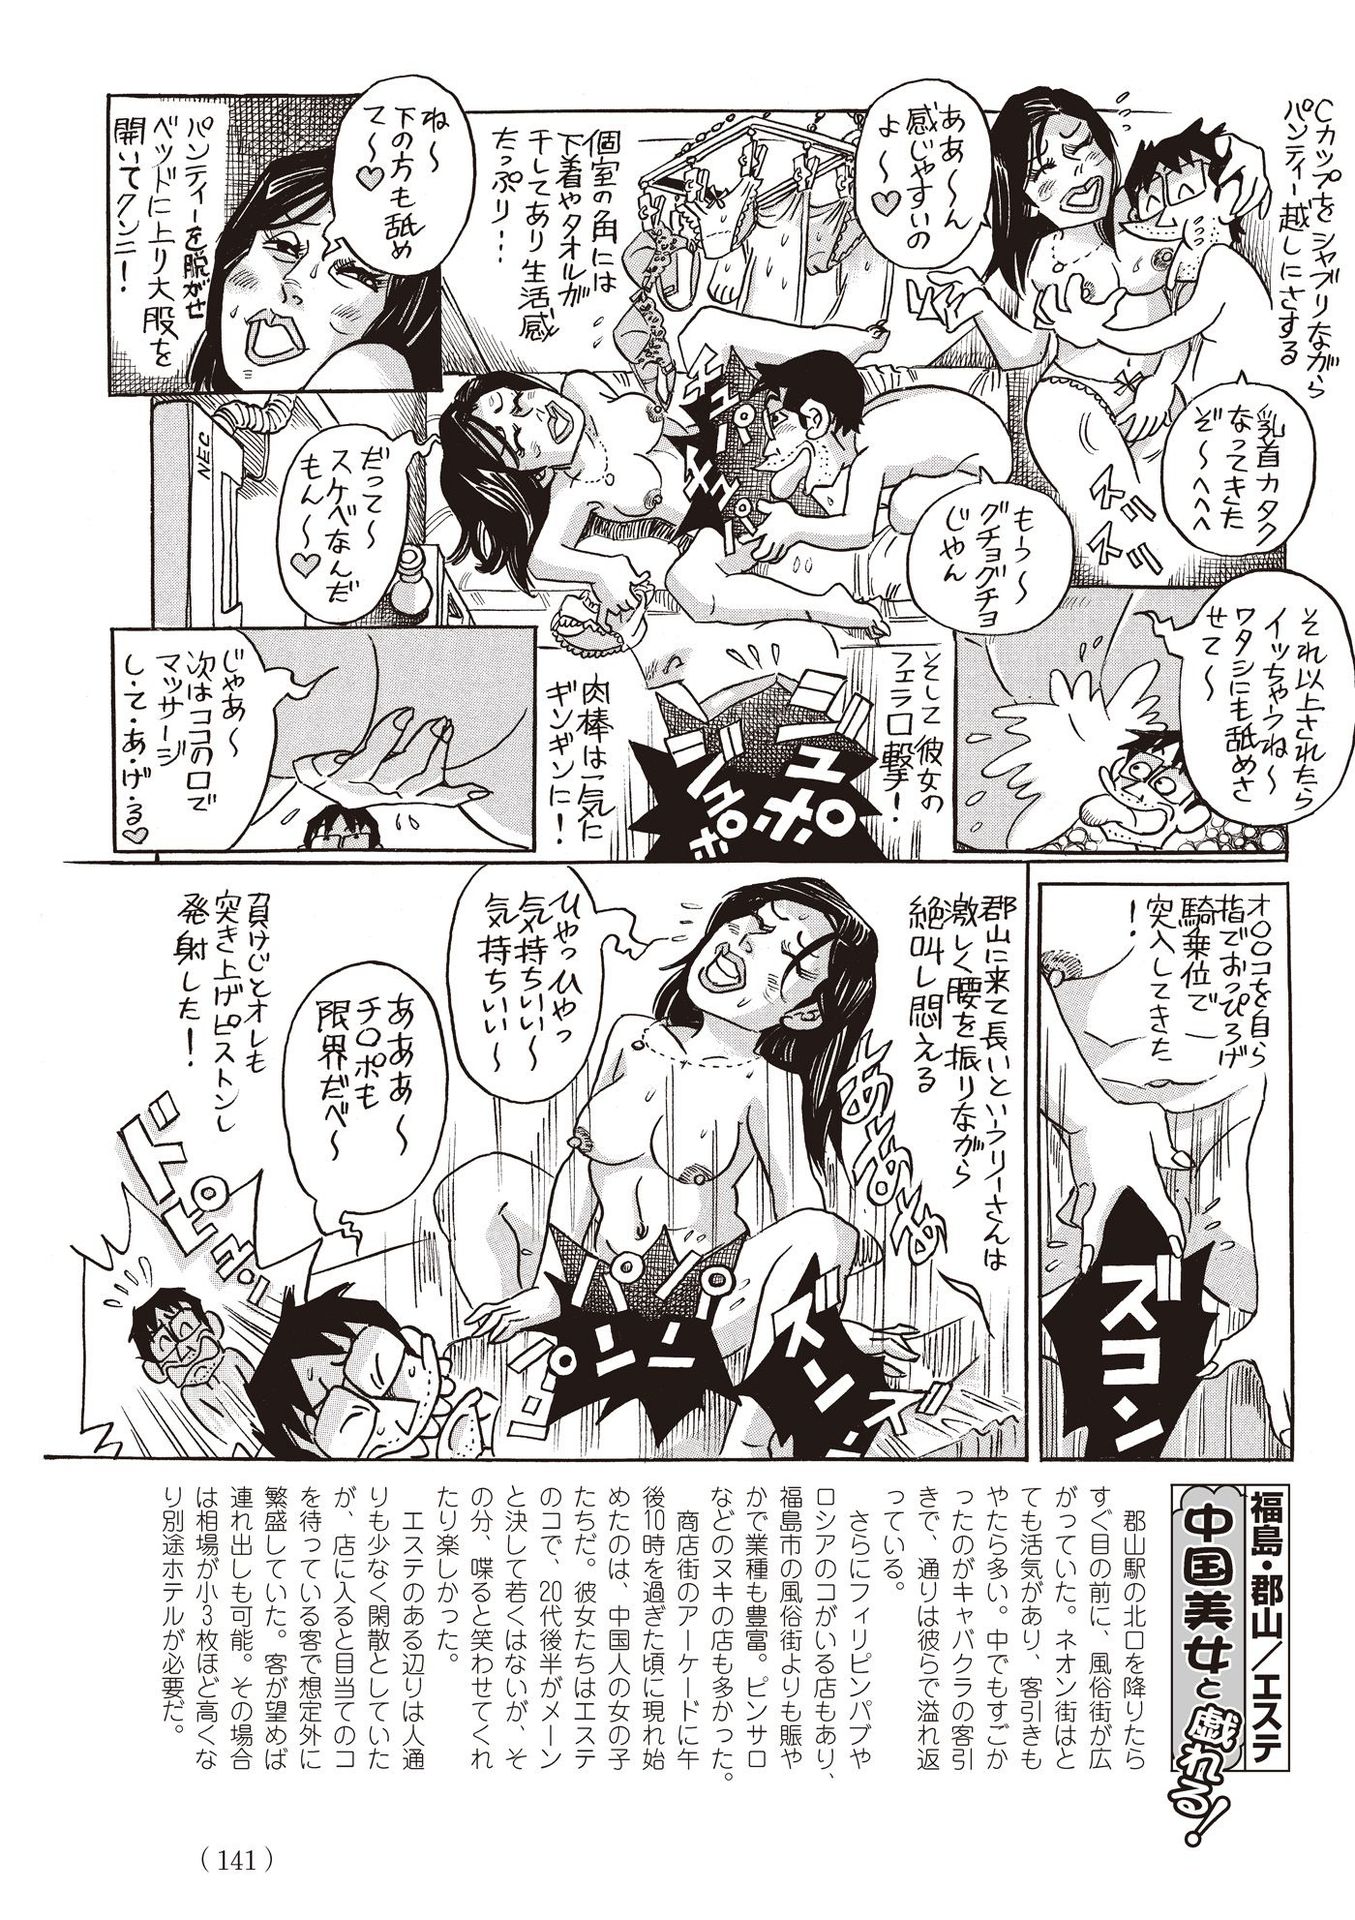 Cカップをシャブリながら
パンティー越しにさする
乳首カタク
なってきた
ぞ～へへへ
ああ～ん
感じやすいの
よ～♡
スッ
スッ
個室の角には
下着やタオルが
干してあり生活感
たっぷり…
ね～
下の方も舐め
て～♡
パンティーを脱がせ
ベッドに上り大股を
開いてクンニ！
もーっ～
グチョグチョ
じゃん
だって～
スケベなんだ
もん～♡
NEC
それ以上されたら
イッちゃうね～
ワタシにも舐めさ
せて～
そして彼女の
フェラ口撃！
ジュポ
ジュポ
肉棒は一気に
ギンギンに！
じゃあ～
次はココの口で
マッサージ
し・て・あ・げ・る♡
オ○○コを自ら
指でおっぴろげ
騎乗位で
突入してきた
！
ズコン
郡山に来て長いというリーさんは
激しく腰を振りながら
絶叫し悶える
あああああ
ひゃっひゃっ
気持ちいい～
気持ちいい～
パンパン
パン
ズン
ズン
ああぁ～
チ○ポも
限界だべ～
負けじとオレも
突き上げピストンし
発射した！
ドピュッ
福島・郡山／エステ
中国美女と戯れる！
郡山駅の北口を降りたら
すぐ目の前に、風俗街が広
がっていた。ネオン街はと
ても活気があり、客引きも
やたら多い。中でもすごか
ったのがキャバクラの客引
きで、通りは彼らで溢れ返
っている。
さらにフィリピンパブや
ロシアのコがいる店もあり、
福島市の風俗街よりも賑や
かで業種も豊富。ピンサロ
などのヌキの店も多かった。
商店街のアーケードに午
後10時を過ぎた頃に現れ始
めたのは、中国人の女の子
たちだ。彼女たちはエステ
のコで、20代後半がメーン
と決して若くはないが、そ
の分、喋ると笑わせてくれ
たり楽しかった。
エステのある辺りは人通
りも少なく閑散としていた
が、店に入ると目当てのコ
を待っている客で想定外に
繁盛していた。客が望めば
連れ出しも可能。その場合
は相場が小3枚ほど高くな
り別途ホテルが必要だ。
（141）